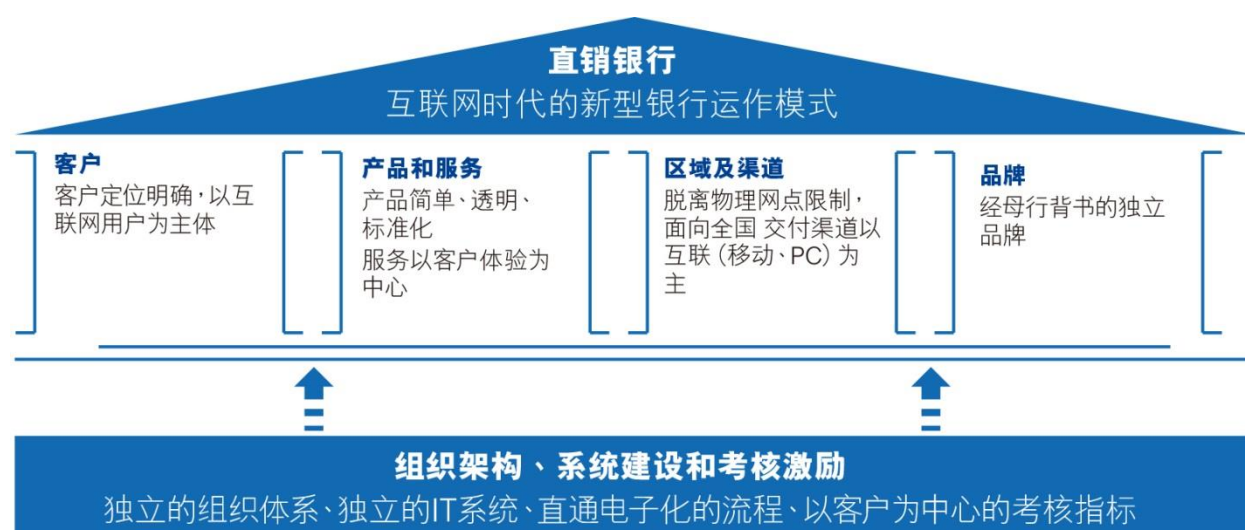 直销银行
互联网时代的新型银行运作模式
客户
客户定位明确，以互
联网用户为主体
产品和服务
产品简单、透明、
标准化
服务以客户体验为
中心
区域及渠道
脱离物理网点限制，
面向全国 交付渠道以
互联（移动、PC）为
主
品牌
经母行背书的独立
品牌
组织架构、系统建设和考核激励
独立的组织体系、独立的IT系统、直通电子化的流程、以客户为中心的考核指标